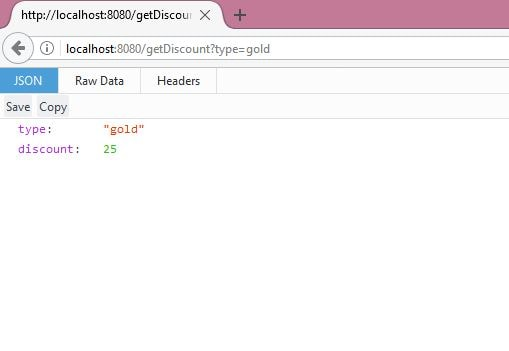 http://localhost:8080/getDiscour
localhost:8080/getDiscount?type=gold
JSON Raw Data Headers
Save Copy
type: "gold"
discount: 25